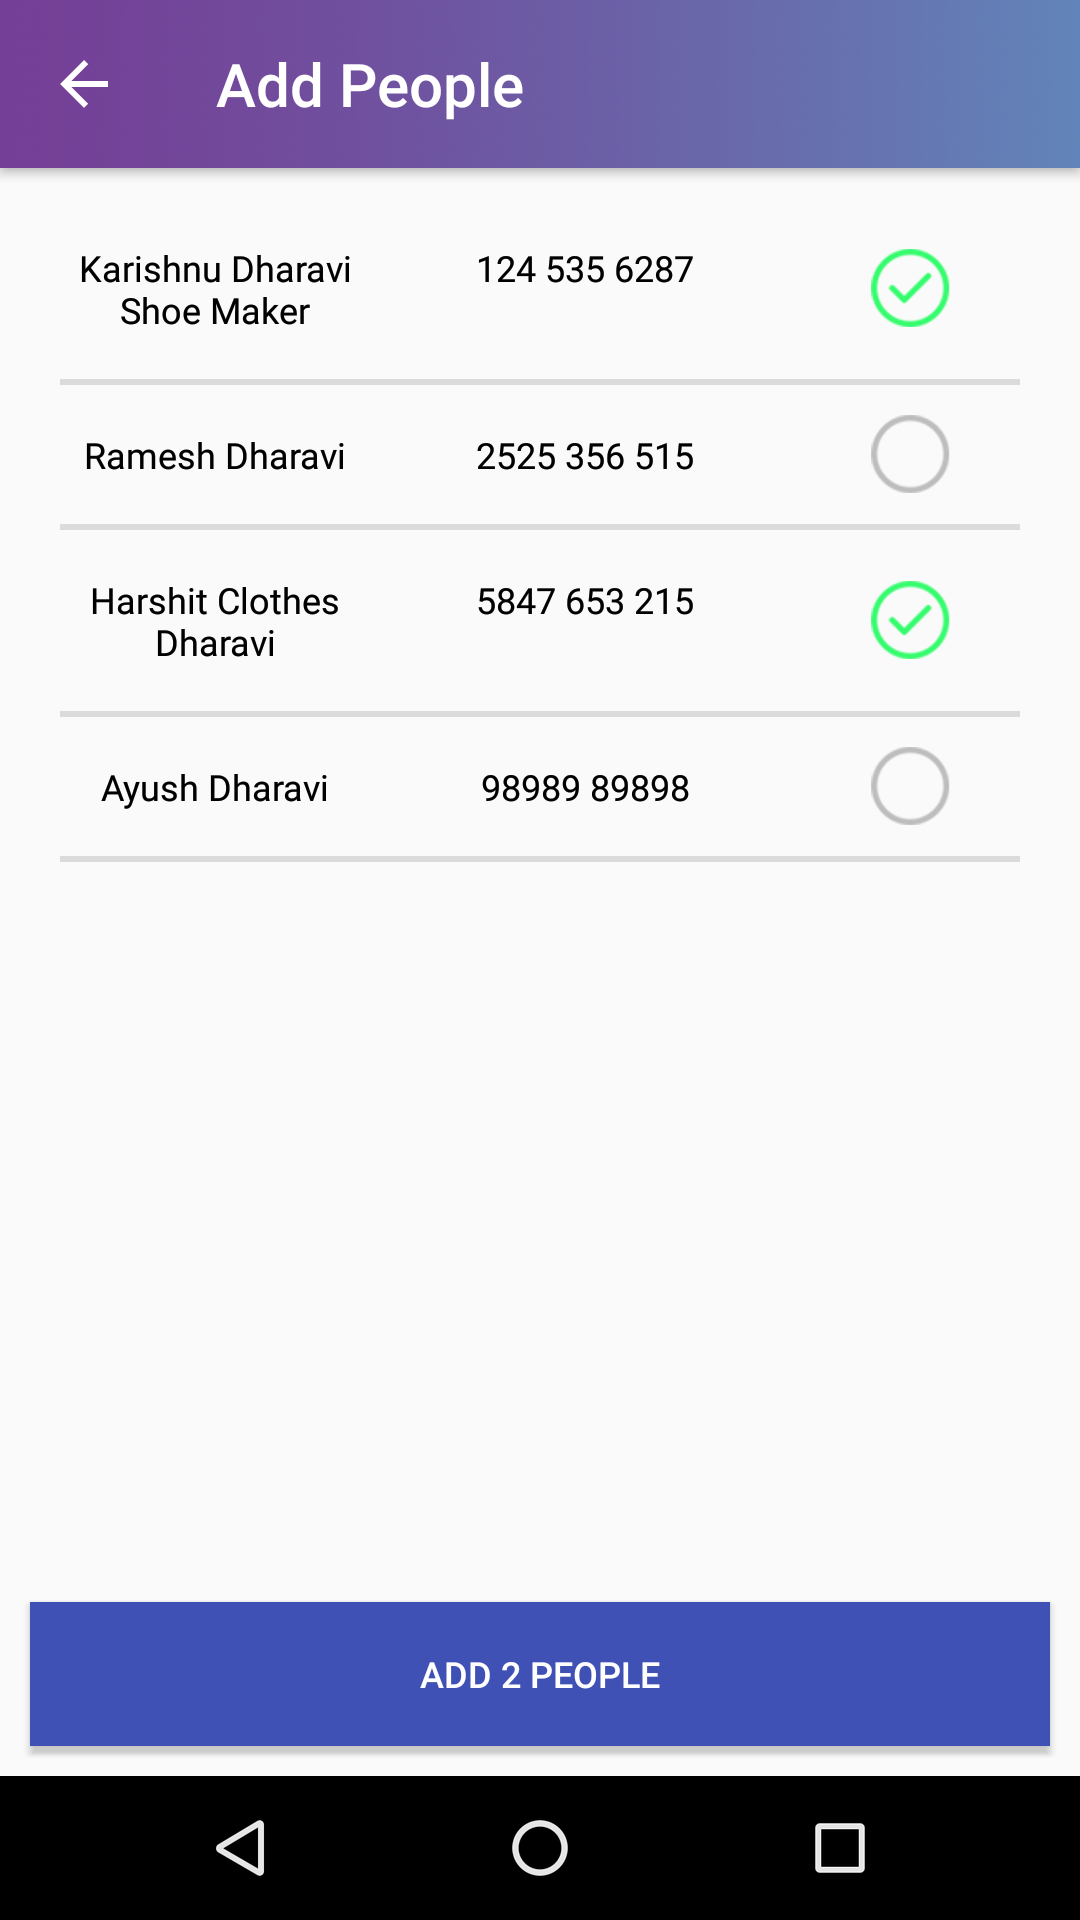 Add People
Karishnu Dharavi 124 535 6287
Shoe Maker
Ramesh Dharavi 2525 356 515
Harshit Clothes 5847 653 215
Dharavi
Ayush Dharavi 98989 89898
ADD 2 PEOPLE